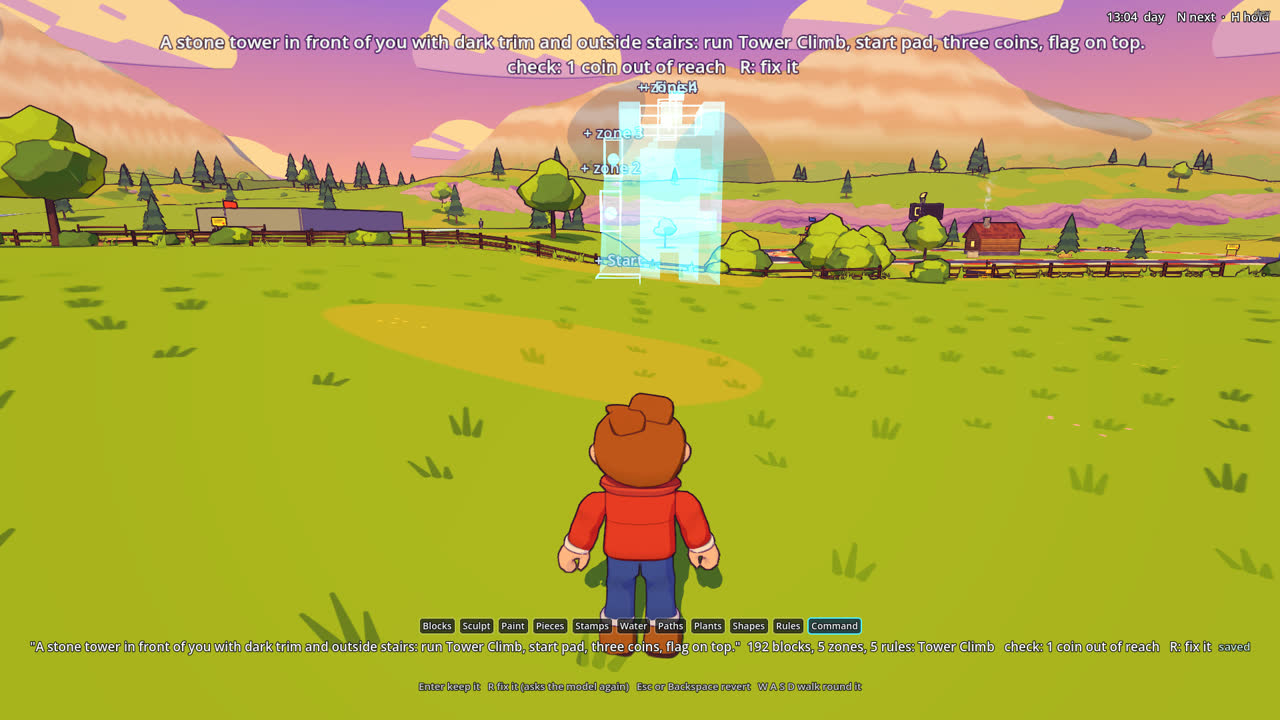 13:04 day N next · H hold
A stone tower in front of you with dark trim and outside stairs: run Tower Climb, start pad, three coins, flag on top.
check: 1 coin out of reach R: fix it
+ zone 3
+ zone 2
+ Start
Blocks Sculpt Paint Pieces Stamps Water Paths Plants Shapes Rules Command
"A stone tower in front of you with dark trim and outside stairs: run Tower Climb, start pad, three coins, flag on top." 192 blocks, 5 zones, 5 rules: Tower Climb check: 1 coin out of reach R: fix it saved
Enter keep it R fix it (asks the model again) Esc or Backspace revert W A S D walk round it